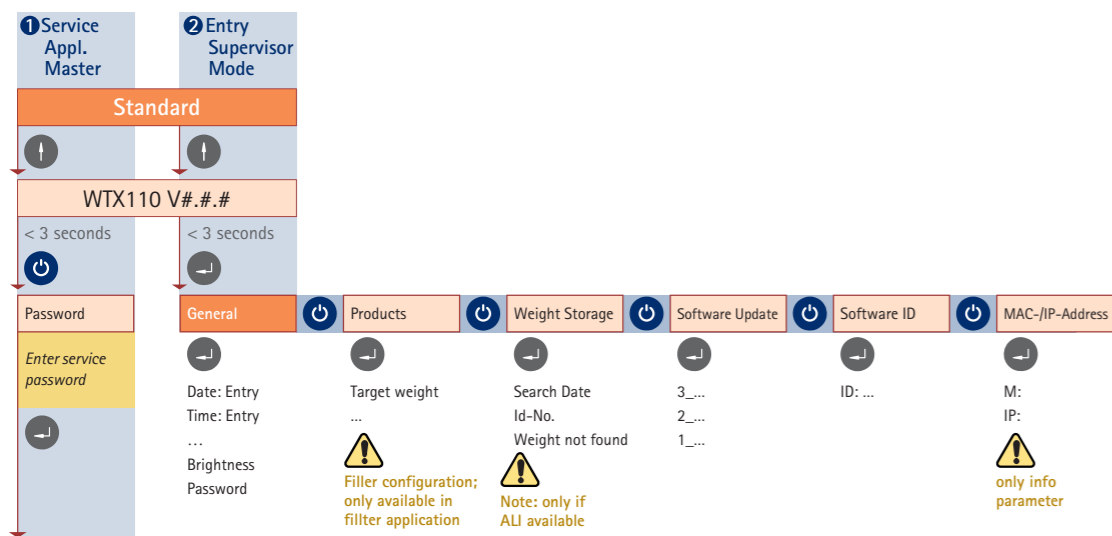 1 Service
Appl.
Master
2 Entry
Supervisor
Mode
Standard
WTX110 V#.#.#
< 3 seconds
< 3 seconds
Password
General
Products
Weight Storage
Software Update
Software ID
MAC-/IP-Address
Enter service
password
Date: Entry
Time: Entry
...
Brightness
Password
Target weight
...
Filler configuration;
only available in
fillter application
Search Date
Id-No.
Weight not found
Note: only if
ALI available
3_...
2_...
1_...
ID: ...
M:
IP:
only info
parameter